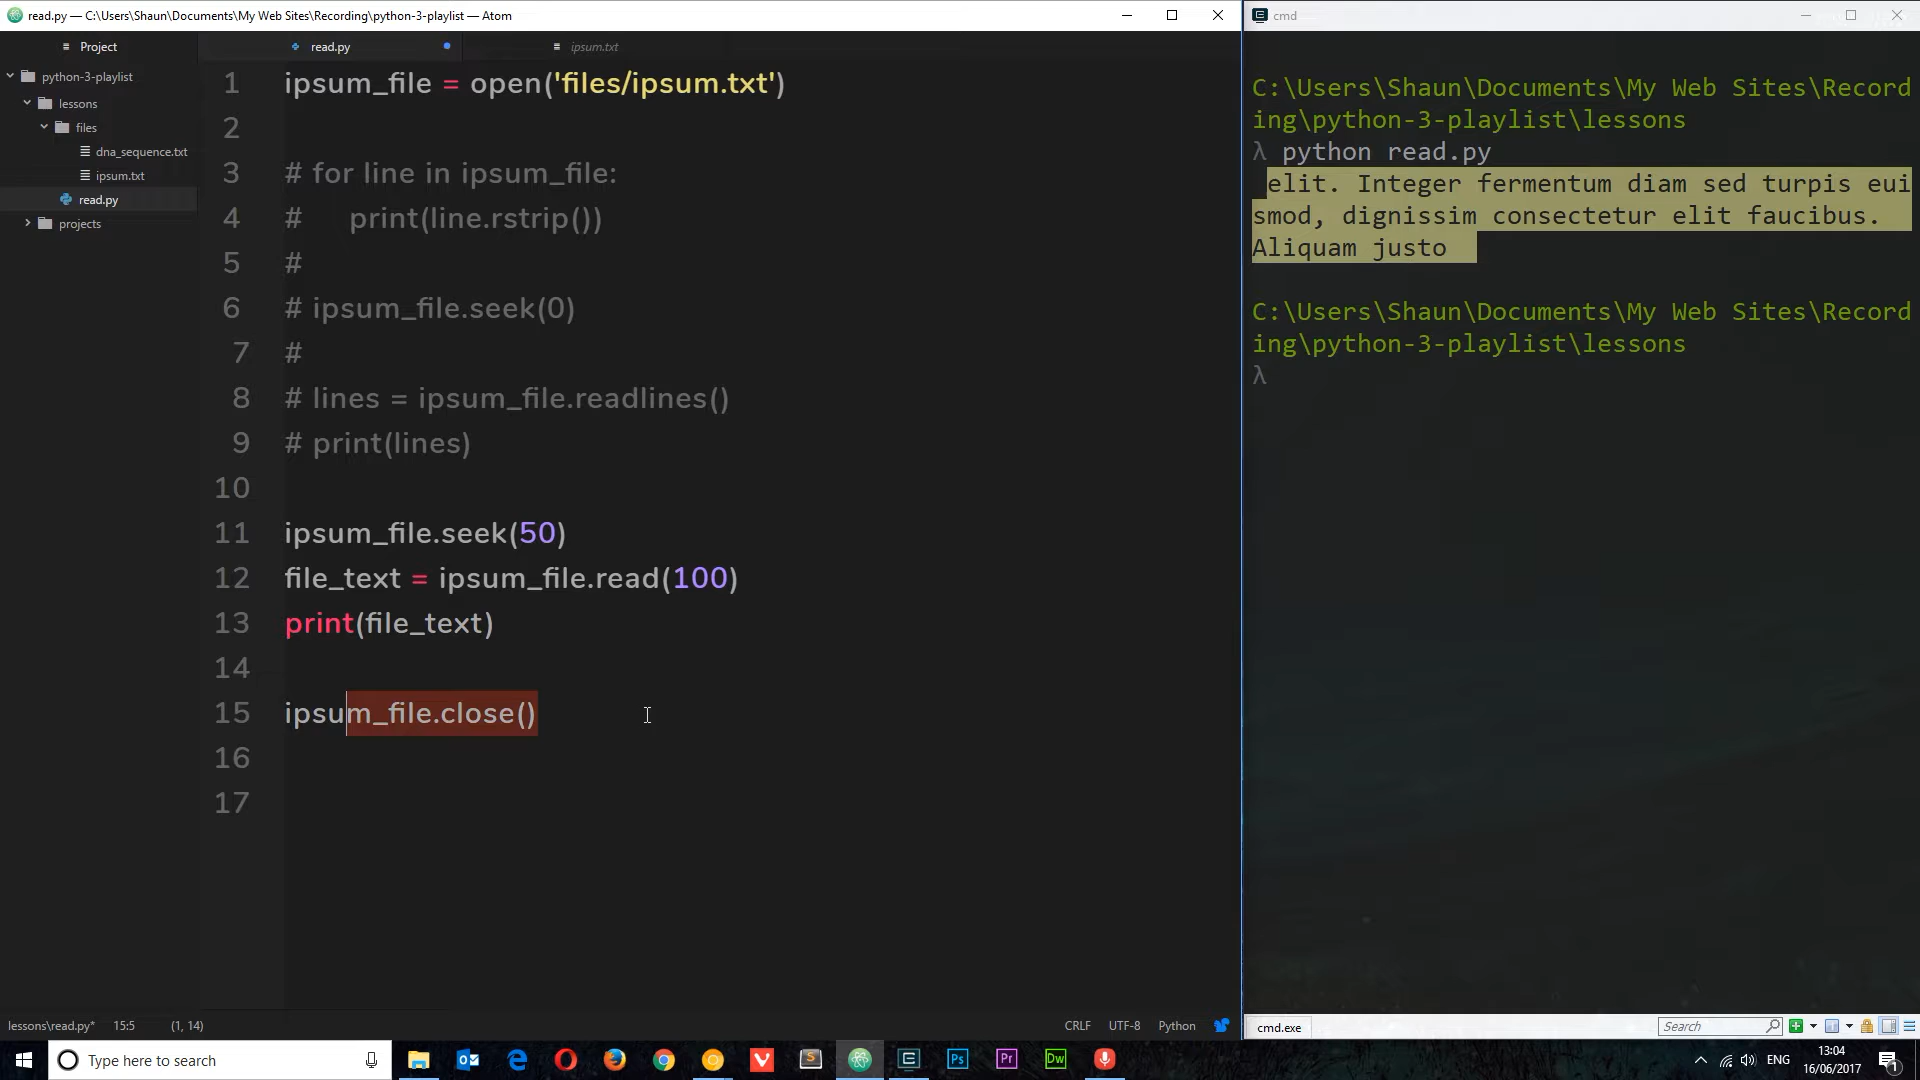 read.py — C:\Users\Shaun\Documents\My Web Sites\Recording\python-3-playlist — Atom
Project
python-3-playlist
lessons
files
dna_sequence.txt
ipsum.txt
read.py
projects
read.py
ipsum.txt
1 ipsum_file = open('files/ipsum.txt')
2
3 # for line in ipsum_file:
4 #     print(line.rstrip())
5 #
6 # ipsum_file.seek(0)
7 #
8 # lines = ipsum_file.readlines()
9 # print(lines)
10
11 ipsum_file.seek(50)
12 file_text = ipsum_file.read(100)
13 print(file_text)
14
15 ipsum_file.close()
16
17
lessons\read.py* 15:5 (1, 14)
CRLF UTF-8 Python
cmd
C:\Users\Shaun\Documents\My Web Sites\Record
ing\python-3-playlist\lessons
λ python read.py
elit. Integer fermentum diam sed turpis eui
smod, dignissim consectetur elit faucibus.
Aliquam justo
C:\Users\Shaun\Documents\My Web Sites\Record
ing\python-3-playlist\lessons
λ
cmd.exe
Search
Type here to search
Ps
Pr
Dw
ENG
13:04
16/06/2017
1